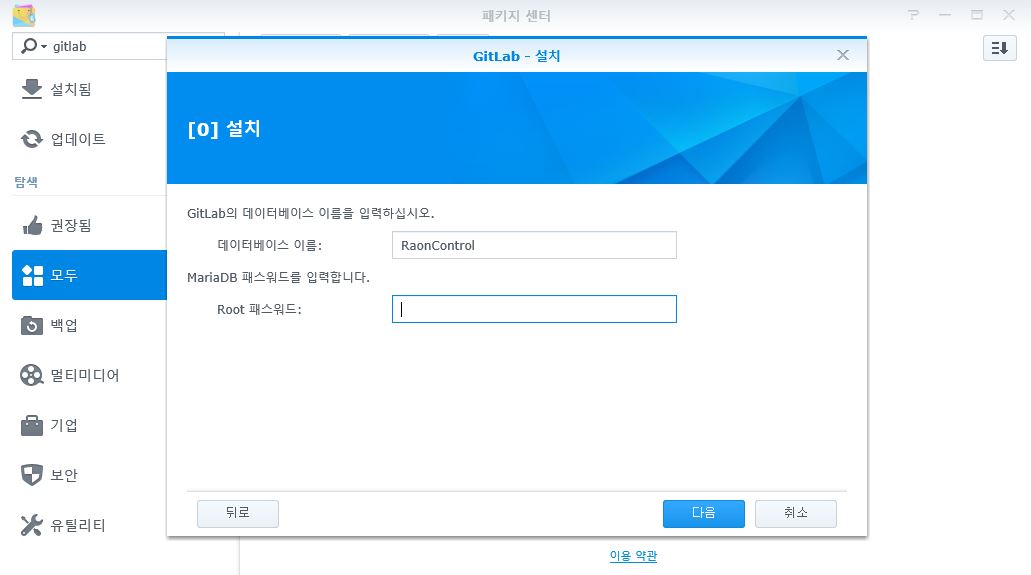 패키지 센터
gitlab
설치됨
업데이트
탐색
권장됨
모두
백업
멀티미디어
기업
보안
유틸리티
GitLab - 설치
[0] 설치
GitLab의 데이터베이스 이름을 입력하십시오.
데이터베이스 이름: RaonControl
MariaDB 패스워드를 입력합니다.
Root 패스워드:
뒤로 다음 취소
이용 약관